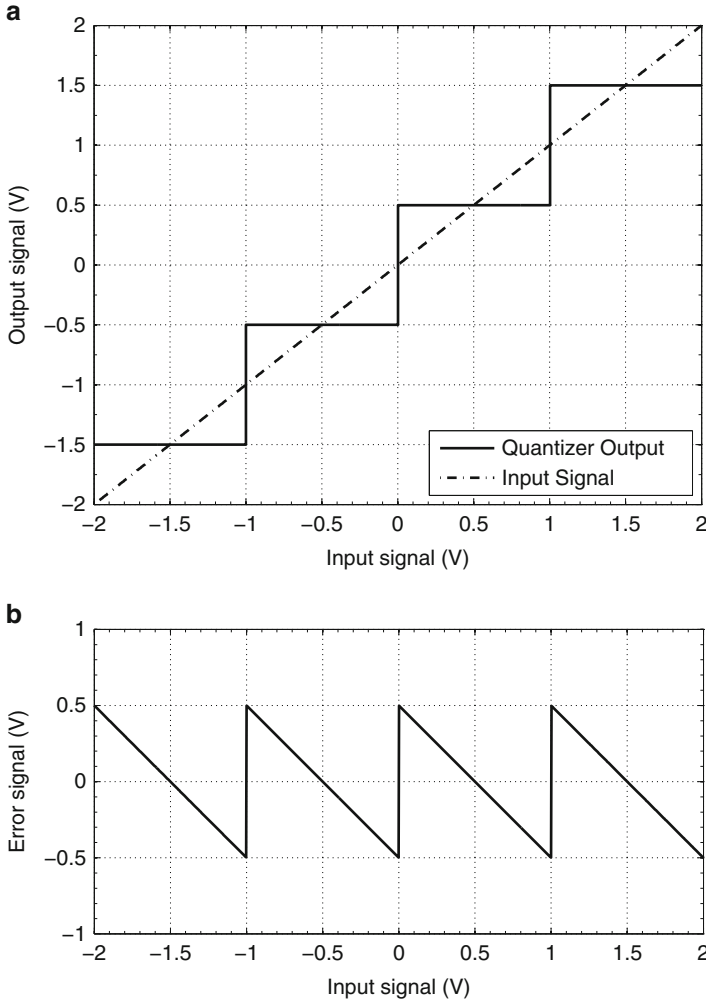 a
2
1.5
1
0.5
0
−0.5
−1
−1.5
−2
Output signal (V)
Quantizer Output
Input Signal
−2 −1.5 −1 −0.5 0 0.5 1 1.5 2
Input signal (V)
b
1
0.5
0
−0.5
−1
Error signal (V)
−2 −1.5 −1 −0.5 0 0.5 1 1.5 2
Input signal (V)